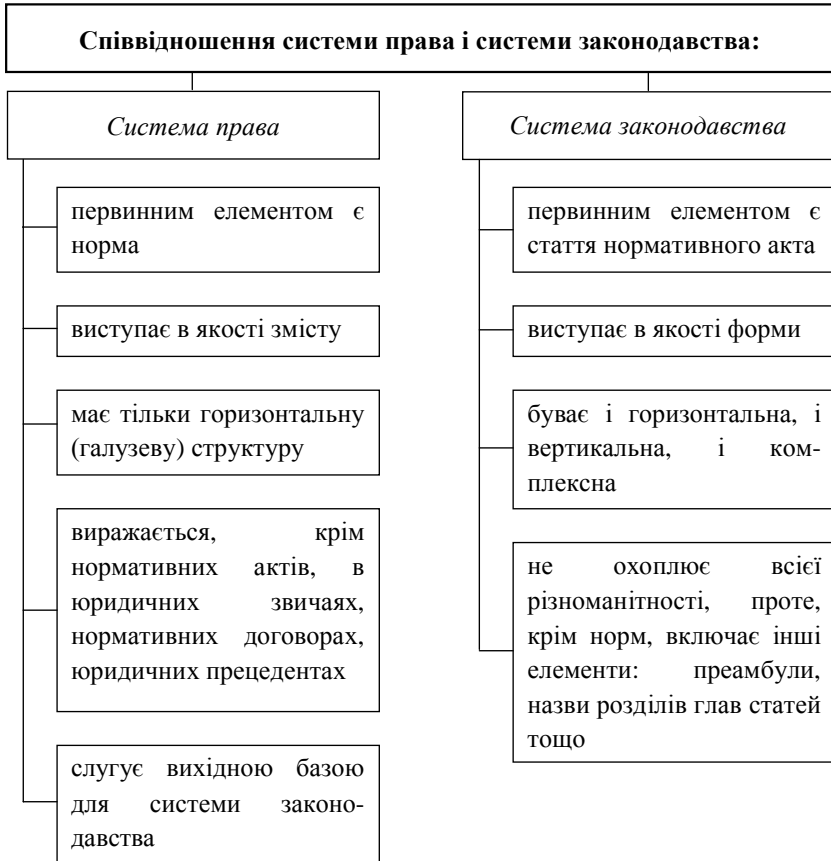 Співвідношення системи права і системи законодавства:
Система права
первинним елементом є
норма
виступає в якості змісту
має тільки горизонтальну
(галузеву) структуру
виражається, крім
нормативних актів, в
юридичних звичаях,
нормативних договорах,
юридичних прецедентах
слугує вихідною базою
для системи законо-
давства
Система законодавства
первинним елементом є
стаття нормативного акта
виступає в якості форми
буває і горизонтальна, і
вертикальна, і ком-
плексна
не охоплює всієї
різноманітності, проте,
крім норм, включає інші
елементи: преамбули,
назви розділів глав статей
тощо